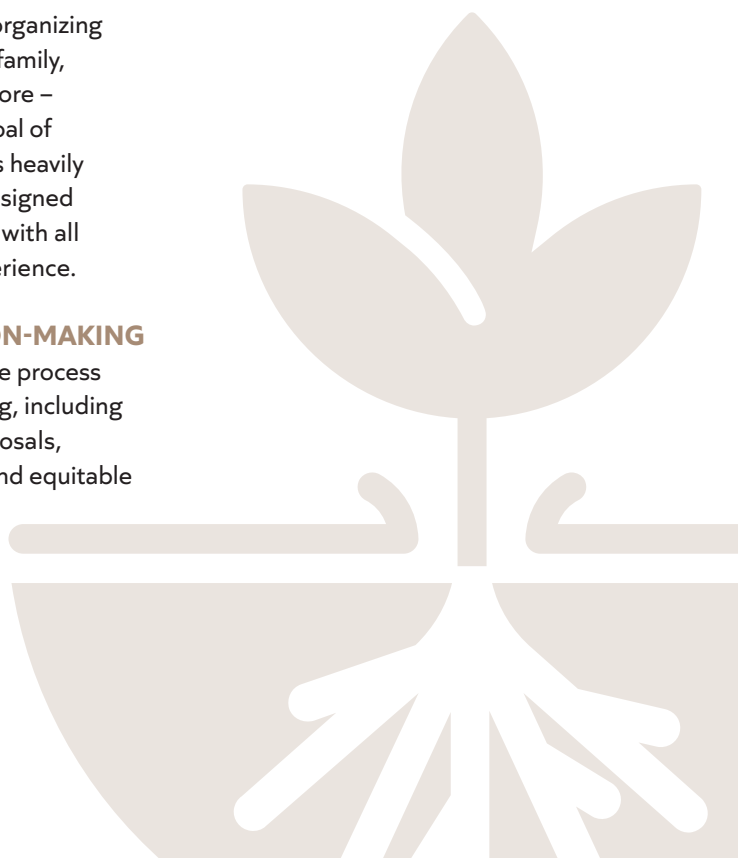 organizing
family,
ore –
oal of
s heavily
signed
with all
erience.
ON-MAKING
e process
g, including
osals,
nd equitable